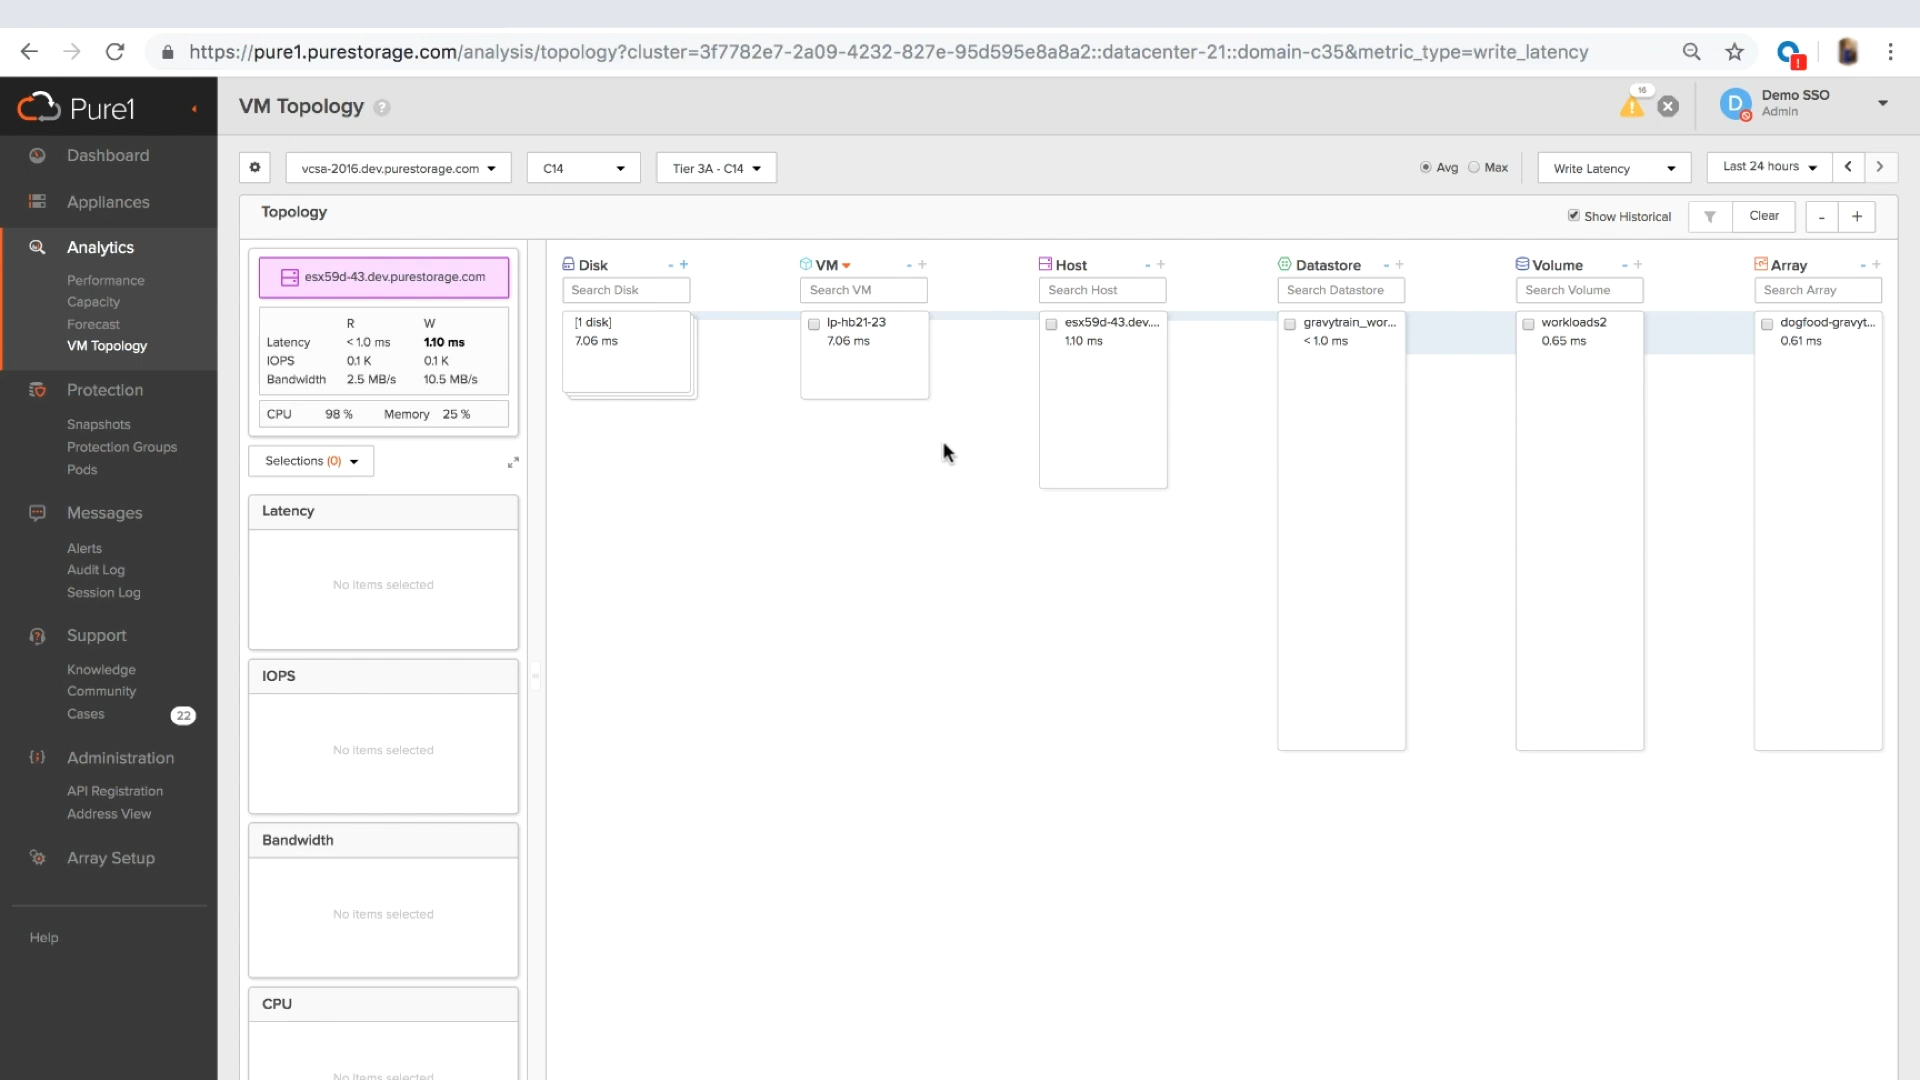 https://pure1.purestorage.com/analysis/topology?cluster=3f7782e7-2a09-4232-827e-95d595e8a8a2::datacenter-21::domain-c35&metric_type=write_latency
Pure1
VM Topology ?
16
D
Demo SSO
Admin
Dashboard
Appliances
Analytics
Performance
Capacity
Forecast
VM Topology
Protection
Snapshots
Protection Groups
Pods
Messages
Alerts
Audit Log
Session Log
Support
Knowledge
Community
Cases 22
Administration
API Registration
Address View
Array Setup
Help
vcsa-2016.dev.purestorage.com
C14
Tier 3A - C14
Avg Max
Write Latency
Last 24 hours
Topology
Show Historical
Clear
- +
esx59d-43.dev.purestorage.com
R W
Latency < 1.0 ms 1.10 ms
IOPS 0.1 K 0.1 K
Bandwidth 2.5 MB/s 10.5 MB/s
CPU 98 % Memory 25 %
Selections (0)
Latency
No items selected
IOPS
No items selected
Bandwidth
No items selected
CPU
No items selected
Disk - +
Search Disk
[1 disk]
7.06 ms
VM - +
Search VM
lp-hb21-23
7.06 ms
Host - +
Search Host
esx59d-43.dev....
1.10 ms
Datastore - +
Search Datastore
gravytrain_wor...
< 1.0 ms
Volume - +
Search Volume
workloads2
0.65 ms
Array - +
Search Array
dogfood-gravyt...
0.61 ms